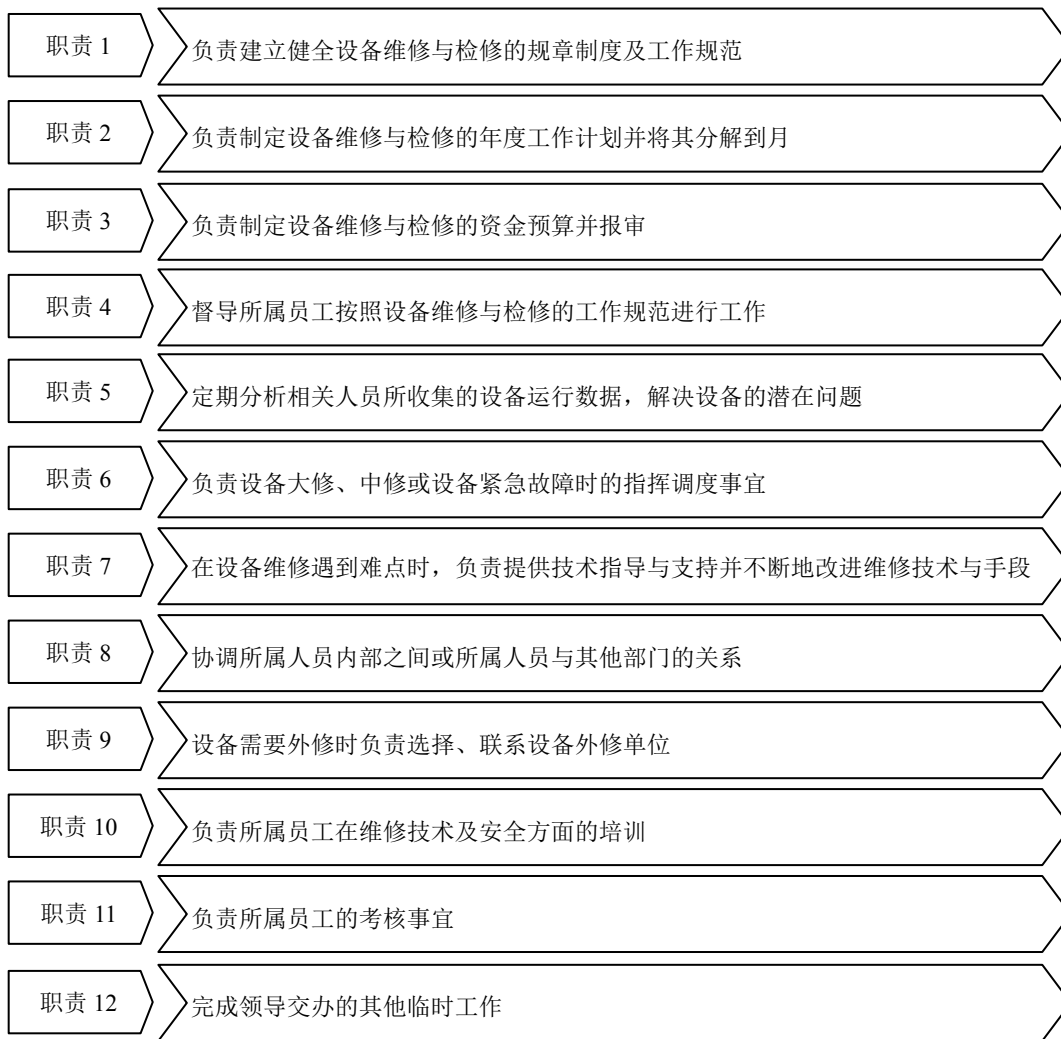 职责 1
负责建立健全设备维修与检修的规章制度及工作规范
职责 2
负责制定设备维修与检修的年度工作计划并将其分解到月
职责 3
负责制定设备维修与检修的资金预算并报审
职责 4
督导所属员工按照设备维修与检修的工作规范进行工作
职责 5
定期分析相关人员所收集的设备运行数据，解决设备的潜在问题
职责 6
负责设备大修、中修或设备紧急故障时的指挥调度事宜
职责 7
在设备维修遇到难点时，负责提供技术指导与支持并不断地改进维修技术与手段
职责 8
协调所属人员内部之间或所属人员与其他部门的关系
职责 9
设备需要外修时负责选择、联系设备外修单位
职责 10
负责所属员工在维修技术及安全方面的培训
职责 11
负责所属员工的考核事宜
职责 12
完成领导交办的其他临时工作